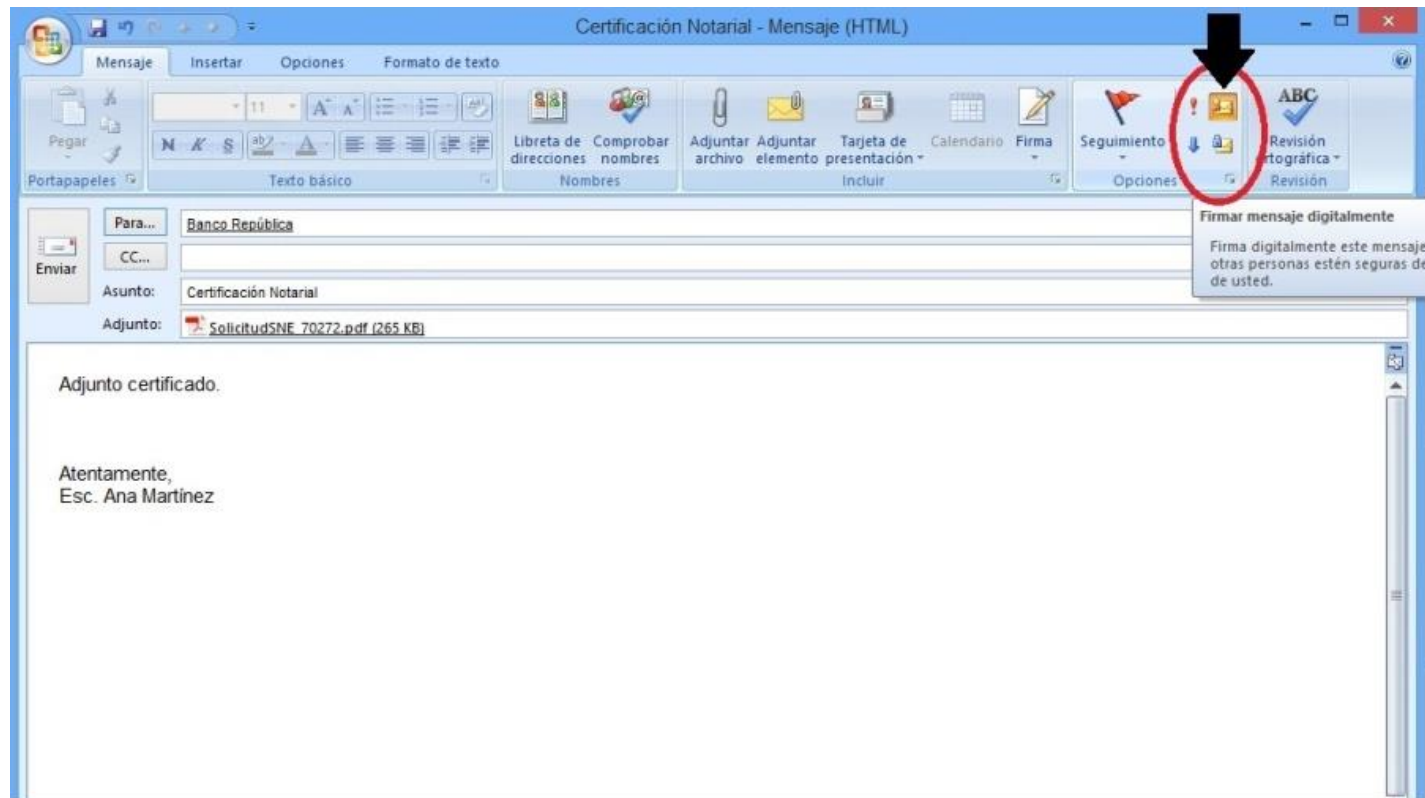 Certificación Notarial - Mensaje (HTML)
Mensaje Insertar Opciones Formato de texto
Pegar
11
A A
N K S ab A
Libreta de direcciones
Comprobar nombres
Adjuntar archivo
Adjuntar elemento
Tarjeta de presentación
Calendario
Firma
Seguimiento
ABC
Revisión
rtográfica
Portapapeles
Texto básico
Nombres
Incluir
Opciones
Revisión
Firmar mensaje digitalmente
Firma digitalmente este mensaje
otras personas estén seguras de
de usted.
Enviar
Para... Banco República
CC...
Asunto: Certificación Notarial
Adjunto: SolicitudSNE_70272.pdf (265 KB)
Adjunto certificado.
Atentamente,
Esc. Ana Martínez